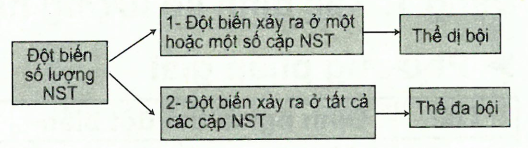 Đột biến
số lượng
NST
1- Đột biến xảy ra ở một
hoặc một số cặp NST
Thể dị bội
2- Đột biến xảy ra ở tất cả
các cặp NST
Thể đa bội